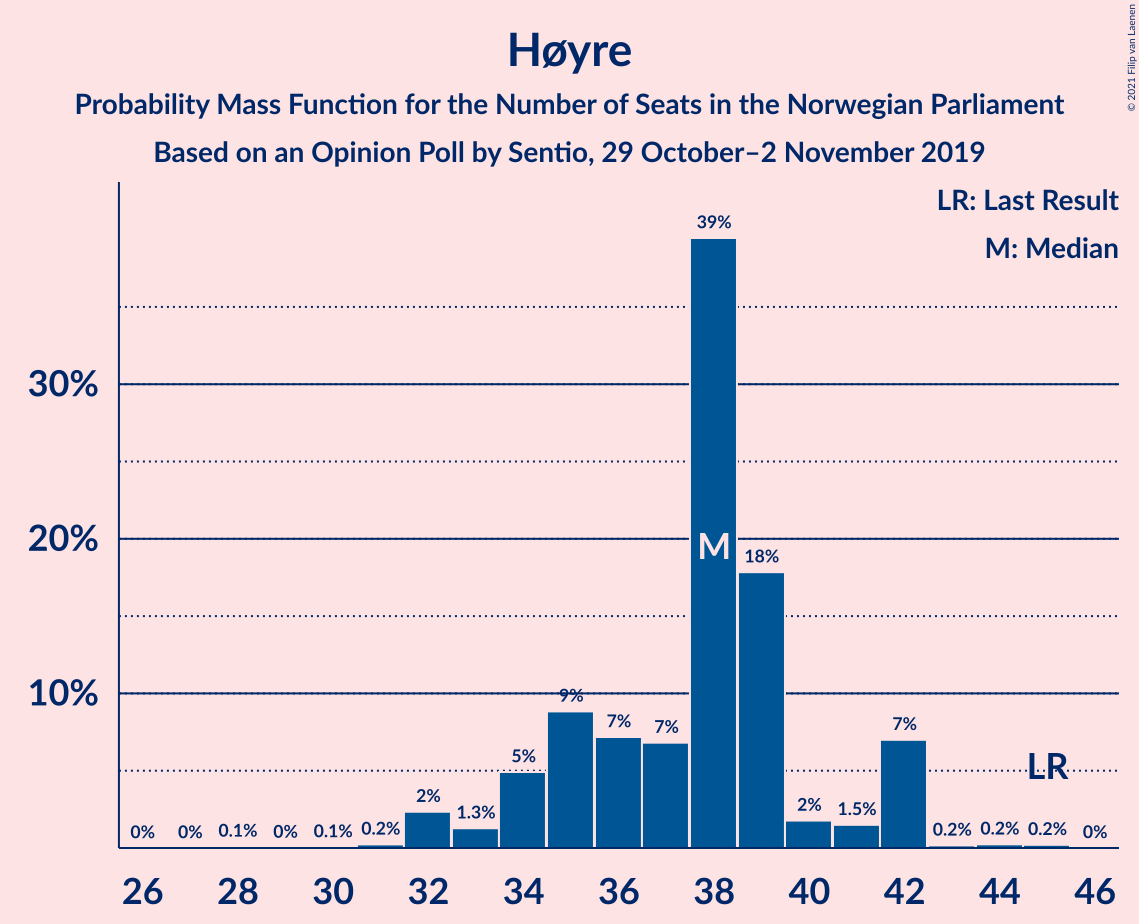 © 2021 Filip van Laenen
Høyre
Probability Mass Function for the Number of Seats in the Norwegian Parliament
Based on an Opinion Poll by Sentio, 29 October–2 November 2019
LR: Last Result
M: Median
30%
20%
10%
0%
0%
0.1%
0%
0.1%
0.2%
2%
1.3%
5%
9%
7%
7%
39%
M
18%
2%
1.5%
7%
0.2%
0.2%
0.2%
LR
0%
26 28 30 32 34 36 38 40 42 44 46